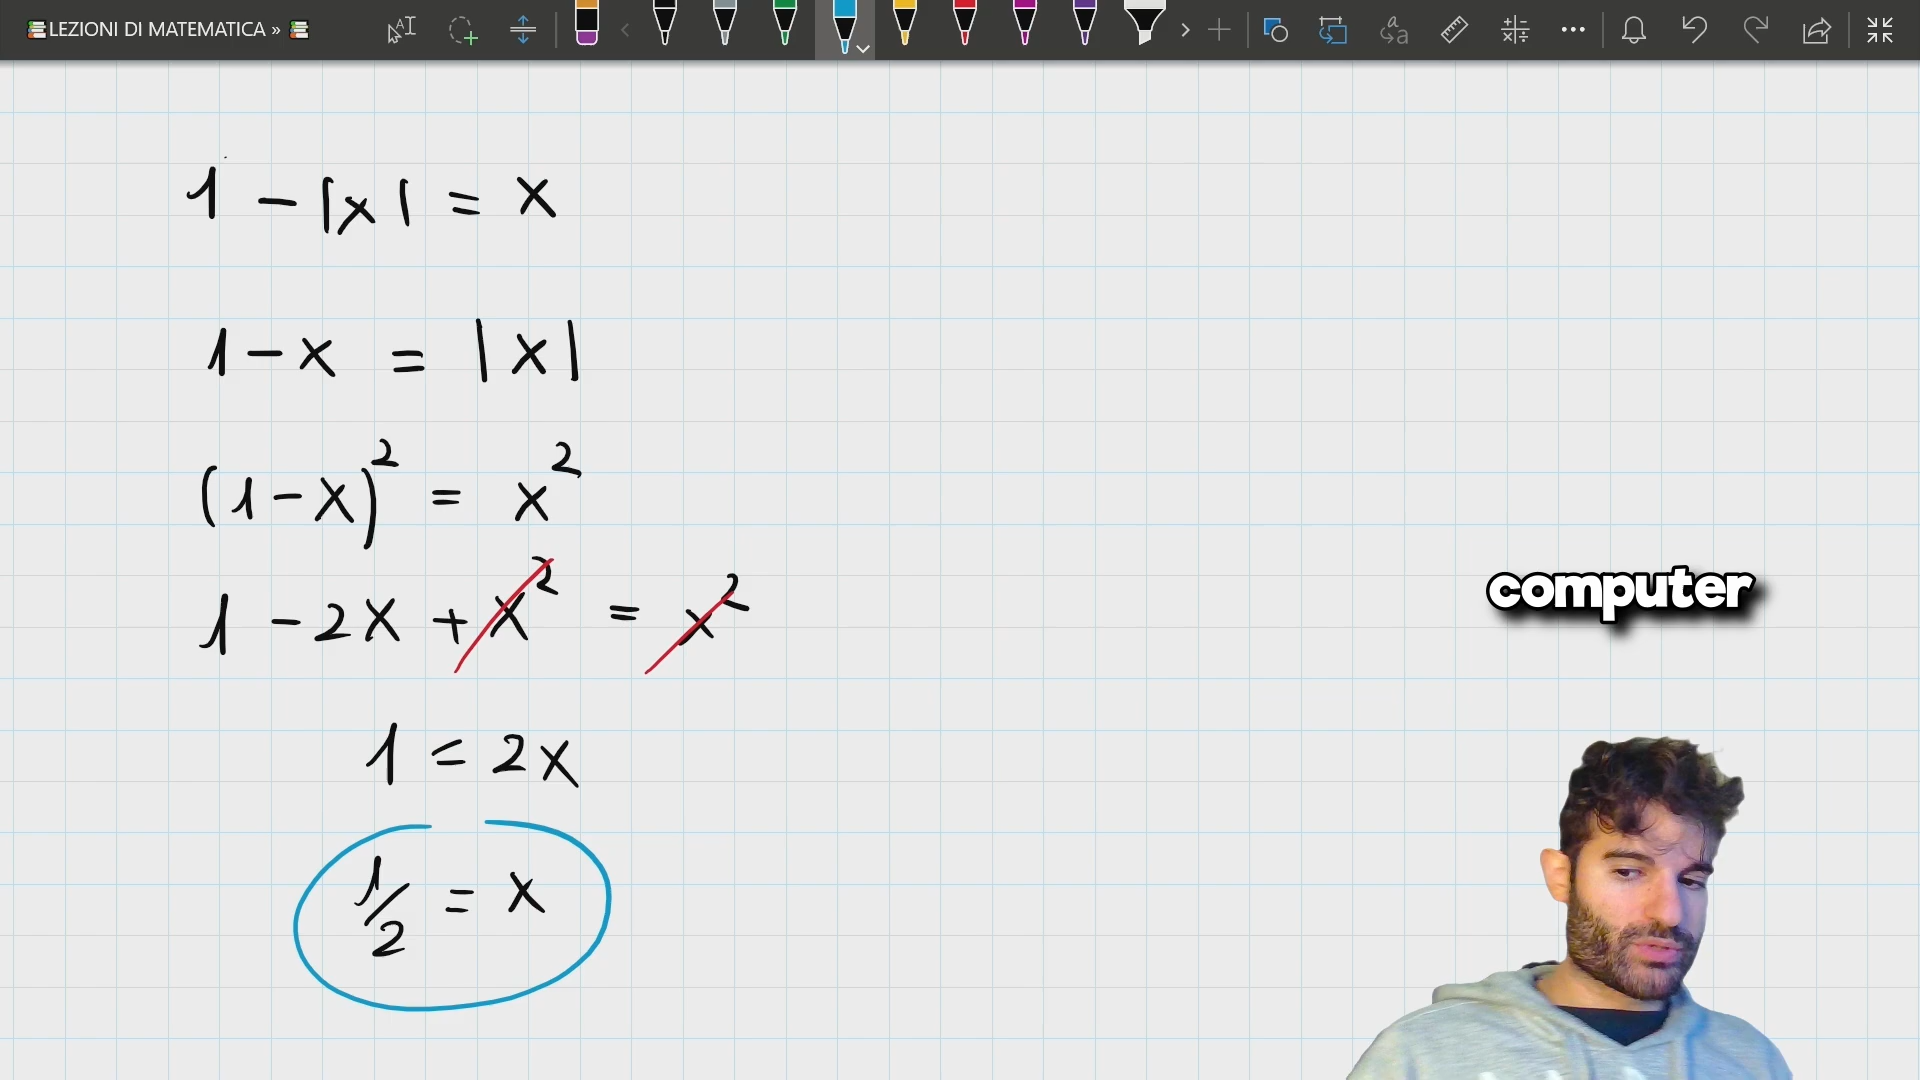 📚LEZIONI DI MATEMATICA » 📚
1 - |x| = x
1 - x = |x|
(1 - x)² = x²
1 - 2x + x² = x²
1 = 2x
1/2 = x
computer